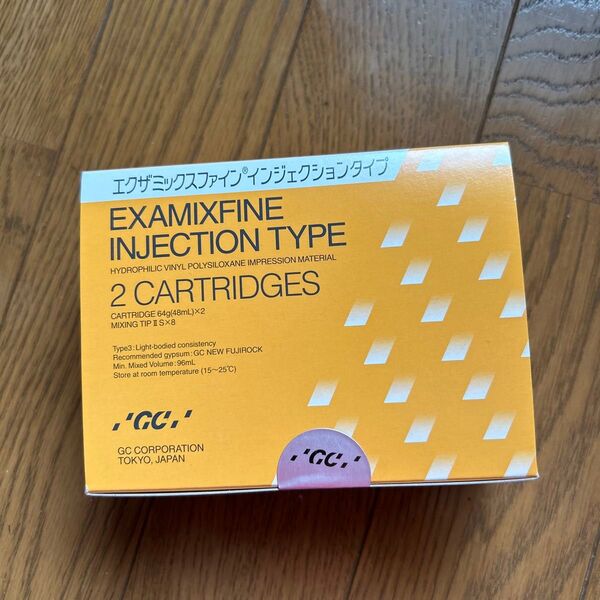 エクザミックスファイン®インジェクションタイプ
EXAMIXFINE
INJECTION TYPE
HYDROPHILIC VINYL POLYSILOXANE IMPRESSION MATERIAL
2 CARTRIDGES
CARTRIDGE 64g(48mL)×2
MIXING TIP Ⅱ S×8
Type3:Light-bodied consistency
Recommended gypsum:GC NEW FUJIROCK
Min. Mixed Volume:96mL
Store at room temperature (15～25℃)
GC
GC CORPORATION
TOKYO, JAPAN
GC